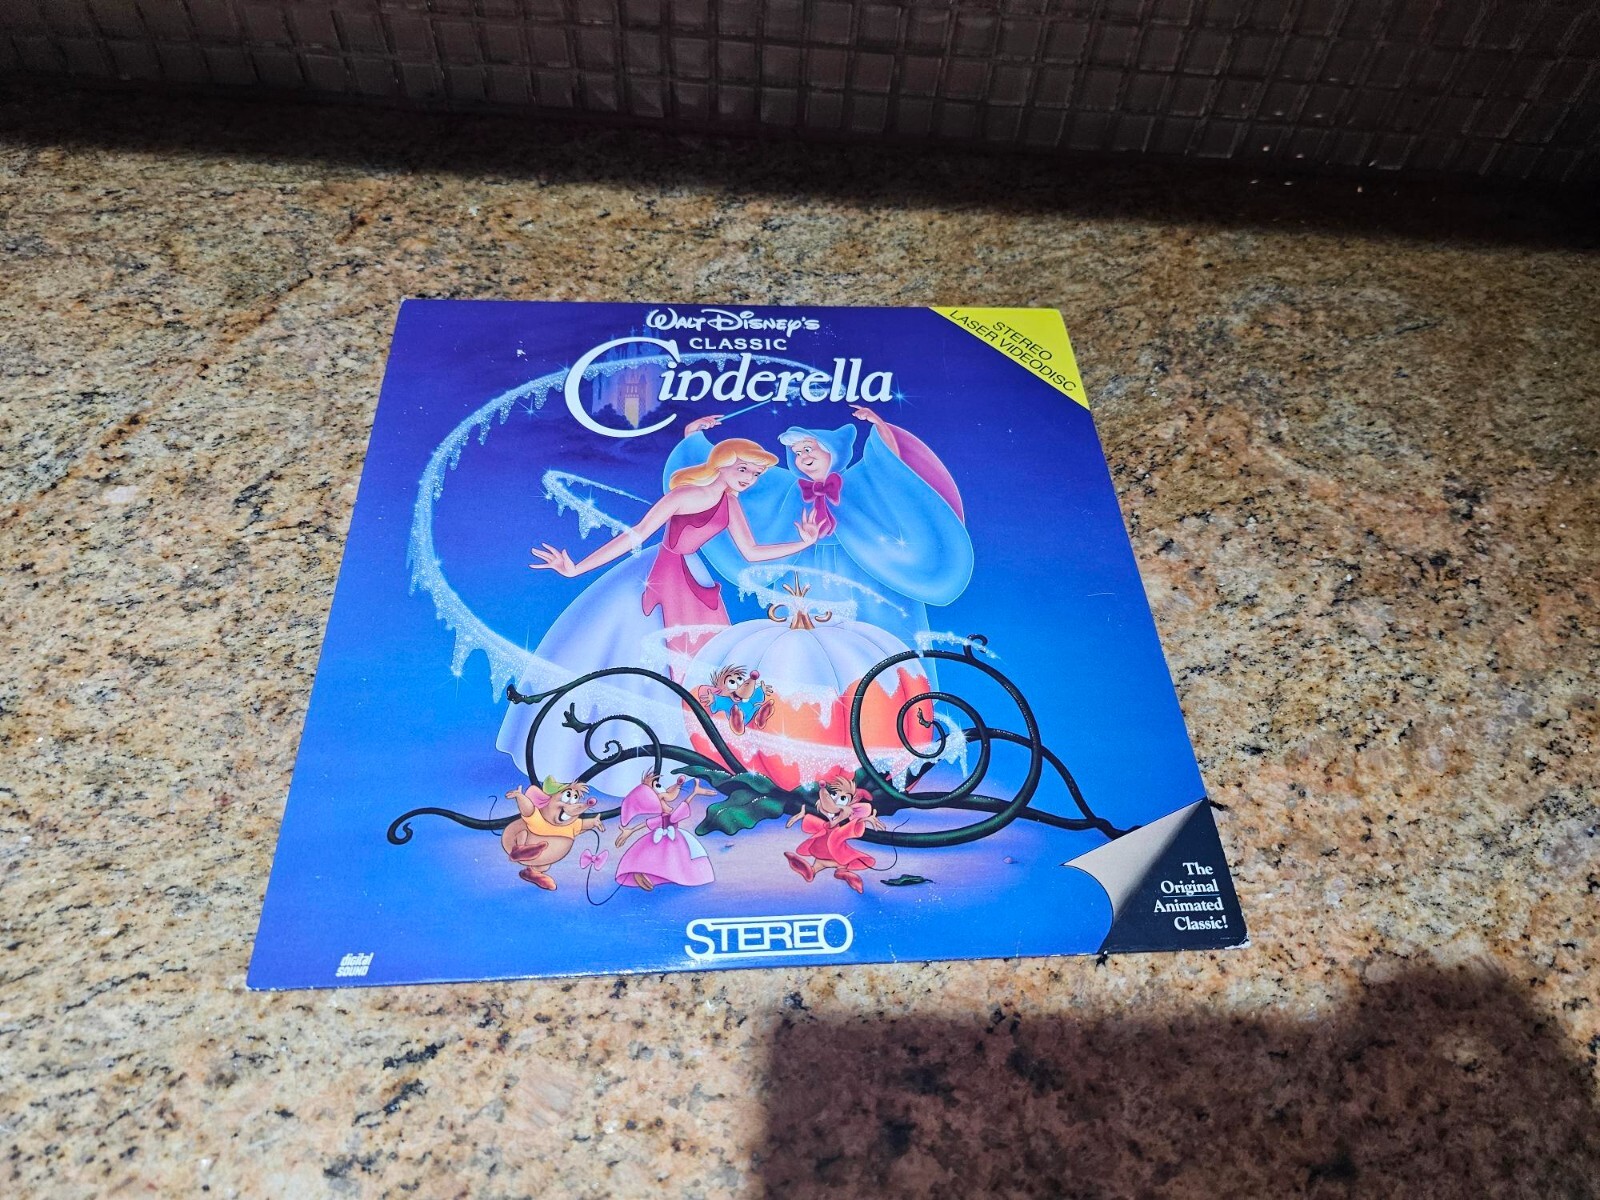 WALT DISNEY'S
CLASSIC
Cinderella
STEREO
LASER VIDEODISC
The
Original
Animated
Classic!
STEREO
digital
SOUND